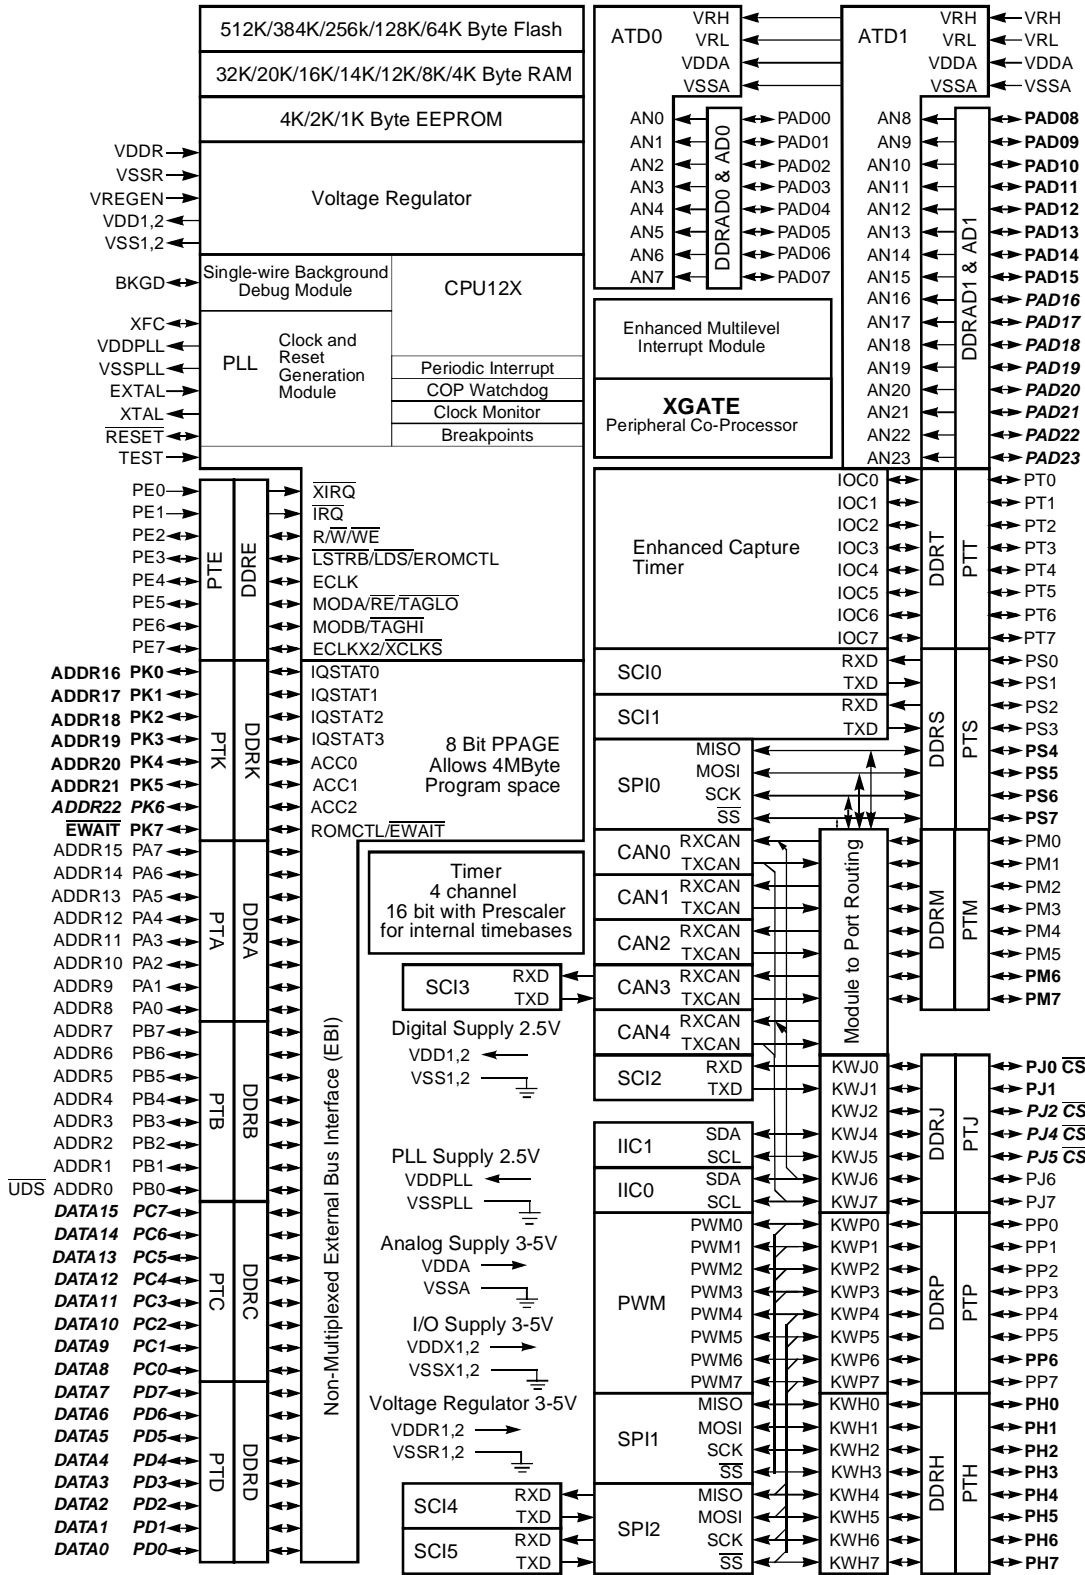 512K/384K/256k/128K/64K Byte Flash
32K/20K/16K/14K/12K/8K/4K Byte RAM
4K/2K/1K Byte EEPROM
VDDR
VSSR
VREGEN
VDD1,2
VSS1,2
Voltage Regulator
BKGD
Single-wire Background
Debug Module
CPU12X
XFC
VDDPLL
VSSPLL
EXTAL
XTAL
RESET
TEST
PLL
Clock and
Reset
Generation
Module
Periodic Interrupt
COP Watchdog
Clock Monitor
Breakpoints
PE0
PE1
PE2
PE3
PE4
PE5
PE6
PE7
PTE
DDRE
XIRQ
IRQ
R/W/WE
LSTRB/LDS/EROMCTL
ECLK
MODA/RE/TAGLO
MODB/TAGHI
ECLKX2/XCLKS
ADDR16 PK0
ADDR17 PK1
ADDR18 PK2
ADDR19 PK3
ADDR20 PK4
ADDR21 PK5
ADDR22 PK6
EWAIT PK7
PTK
DDRK
IQSTAT0
IQSTAT1
IQSTAT2
IQSTAT3
ACC0
ACC1
ACC2
ROMCTL/EWAIT
8 Bit PPAGE
Allows 4MByte
Program space
ADDR15 PA7
ADDR14 PA6
ADDR13 PA5
ADDR12 PA4
ADDR11 PA3
ADDR10 PA2
ADDR9 PA1
ADDR8 PA0
PTA
DDRA
ADDR7 PB7
ADDR6 PB6
ADDR5 PB5
ADDR4 PB4
ADDR3 PB3
ADDR2 PB2
ADDR1 PB1
UDS ADDR0 PB0
PTB
DDRB
DATA15 PC7
DATA14 PC6
DATA13 PC5
DATA12 PC4
DATA11 PC3
DATA10 PC2
DATA9 PC1
DATA8 PC0
PTC
DDRC
DATA7 PD7
DATA6 PD6
DATA5 PD5
DATA4 PD4
DATA3 PD3
DATA2 PD2
DATA1 PD1
DATA0 PD0
PTD
DDRD
Non-Multiplexed External Bus Interface (EBI)
Timer
4 channel
16 bit with Prescaler
for internal timebases
SCI3
RXD
TXD
Digital Supply 2.5V
VDD1,2
VSS1,2
PLL Supply 2.5V
VDDPLL
VSSPLL
Analog Supply 3-5V
VDDA
VSSA
I/O Supply 3-5V
VDDX1,2
VSSX1,2
Voltage Regulator 3-5V
VDDR1,2
VSSR1,2
SCI4
RXD
TXD
SCI5
RXD
TXD
ATD0
VRH
VRL
VDDA
VSSA
AN0
AN1
AN2
AN3
AN4
AN5
AN6
AN7
DDRAD0 & AD0
PAD00
PAD01
PAD02
PAD03
PAD04
PAD05
PAD06
PAD07
ATD1
VRH
VRL
VDDA
VSSA
VRH
VRL
VDDA
VSSA
AN8
AN9
AN10
AN11
AN12
AN13
AN14
AN15
AN16
AN17
AN18
AN19
AN20
AN21
AN22
AN23
DDRAD1 & AD1
PAD08
PAD09
PAD10
PAD11
PAD12
PAD13
PAD14
PAD15
PAD16
PAD17
PAD18
PAD19
PAD20
PAD21
PAD22
PAD23
Enhanced Multilevel
Interrupt Module
XGATE
Peripheral Co-Processor
Enhanced Capture
Timer
IOC0
IOC1
IOC2
IOC3
IOC4
IOC5
IOC6
IOC7
DDRT
PTT
PT0
PT1
PT2
PT3
PT4
PT5
PT6
PT7
SCI0
RXD
TXD
SCI1
RXD
TXD
SPI0
MISO
MOSI
SCK
SS
DDRS
PTS
PS0
PS1
PS2
PS3
PS4
PS5
PS6
PS7
CAN0
RXCAN
TXCAN
CAN1
RXCAN
TXCAN
CAN2
RXCAN
TXCAN
CAN3
RXCAN
TXCAN
CAN4
RXCAN
TXCAN
Module to Port Routing
DDRM
PTM
PM0
PM1
PM2
PM3
PM4
PM5
PM6
PM7
SCI2
RXD
TXD
IIC1
SDA
SCL
IIC0
SDA
SCL
KWJ0
KWJ1
KWJ2
KWJ4
KWJ5
KWJ6
KWJ7
DDRJ
PTJ
PJ0 CS
PJ1
PJ2 CS
PJ4 CS
PJ5 CS
PJ6
PJ7
PWM
PWM0
PWM1
PWM2
PWM3
PWM4
PWM5
PWM6
PWM7
KWP0
KWP1
KWP2
KWP3
KWP4
KWP5
KWP6
KWP7
DDRP
PTP
PP0
PP1
PP2
PP3
PP4
PP5
PP6
PP7
SPI1
MISO
MOSI
SCK
SS
SPI2
MISO
MOSI
SCK
SS
KWH0
KWH1
KWH2
KWH3
KWH4
KWH5
KWH6
KWH7
DDRH
PTH
PH0
PH1
PH2
PH3
PH4
PH5
PH6
PH7